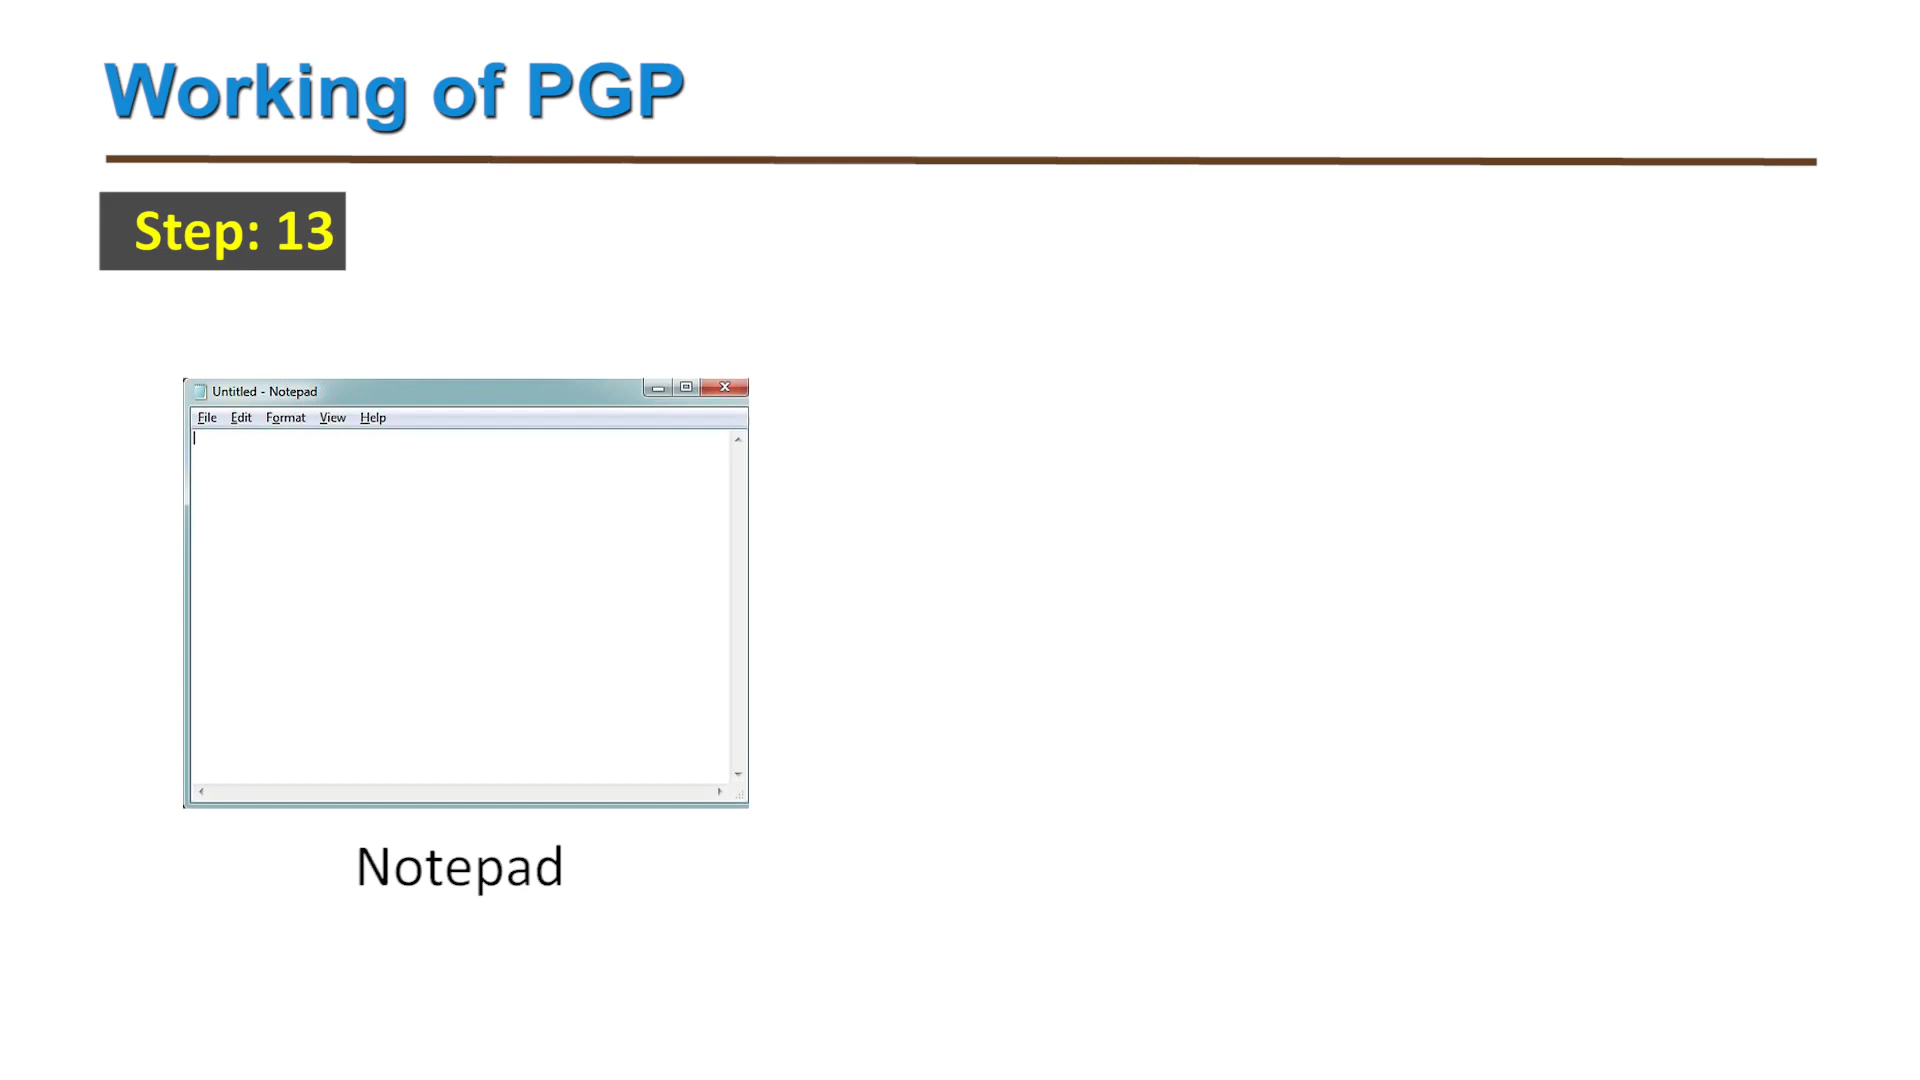 Working of PGP
Step: 13
Untitled - Notepad
File Edit Format View Help
Notepad